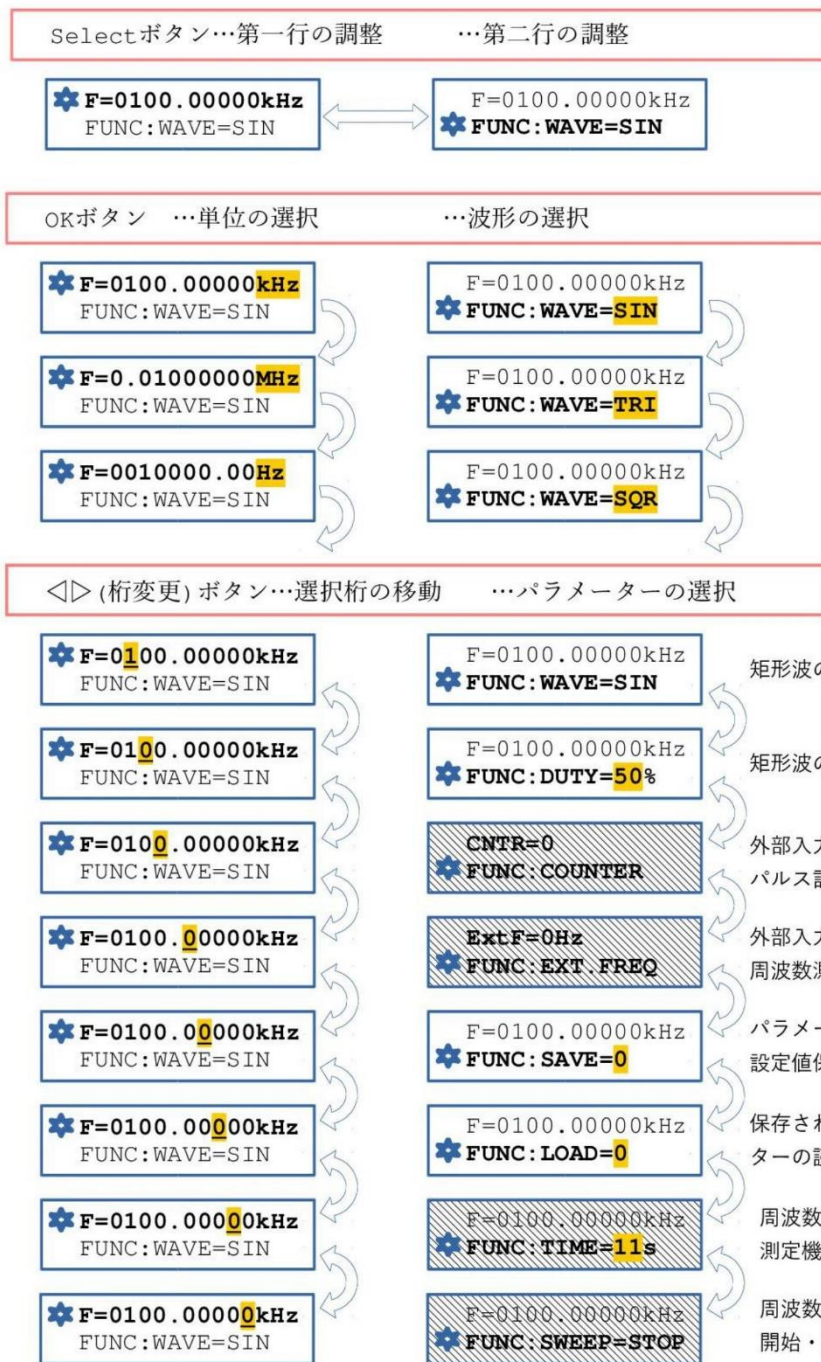 Selectボタン…第一行の調整 …第二行の調整
F=0100.00000kHz
FUNC:WAVE=SIN
F=0100.00000kHz
FUNC:WAVE=SIN
OKボタン …単位の選択 …波形の選択
F=0100.00000kHz
FUNC:WAVE=SIN
F=0100.00000kHz
FUNC:WAVE=SIN
F=0.01000000MHz
FUNC:WAVE=SIN
F=0100.00000kHz
FUNC:WAVE=TRI
F=0010000.00Hz
FUNC:WAVE=SIN
F=0100.00000kHz
FUNC:WAVE=SQR
◁▷(桁変更)ボタン…選択桁の移動 …パラメーターの選択
F=0100.00000kHz
FUNC:WAVE=SIN
F=0100.00000kHz
FUNC:WAVE=SIN
矩形波の
F=0100.00000kHz
FUNC:WAVE=SIN
F=0100.00000kHz
FUNC:DUTY=50%
矩形波の
F=0100.00000kHz
FUNC:WAVE=SIN
CNTR=0
FUNC:COUNTER
外部入力
パルス
F=0100.00000kHz
FUNC:WAVE=SIN
ExtF=0Hz
FUNC:EXT.FREQ
外部入力
周波数測
F=0100.00000kHz
FUNC:WAVE=SIN
F=0100.00000kHz
FUNC:SAVE=0
パラメー
設定値保
F=0100.00000kHz
FUNC:WAVE=SIN
F=0100.00000kHz
FUNC:LOAD=0
保存され
ターの
F=0100.00000kHz
FUNC:WAVE=SIN
F=0100.00000kHz
FUNC:TIME=11s
周波数
測定機
F=0100.00000kHz
FUNC:WAVE=SIN
F=0100.00000kHz
FUNC:SWEEP=STOP
周波数
開始・